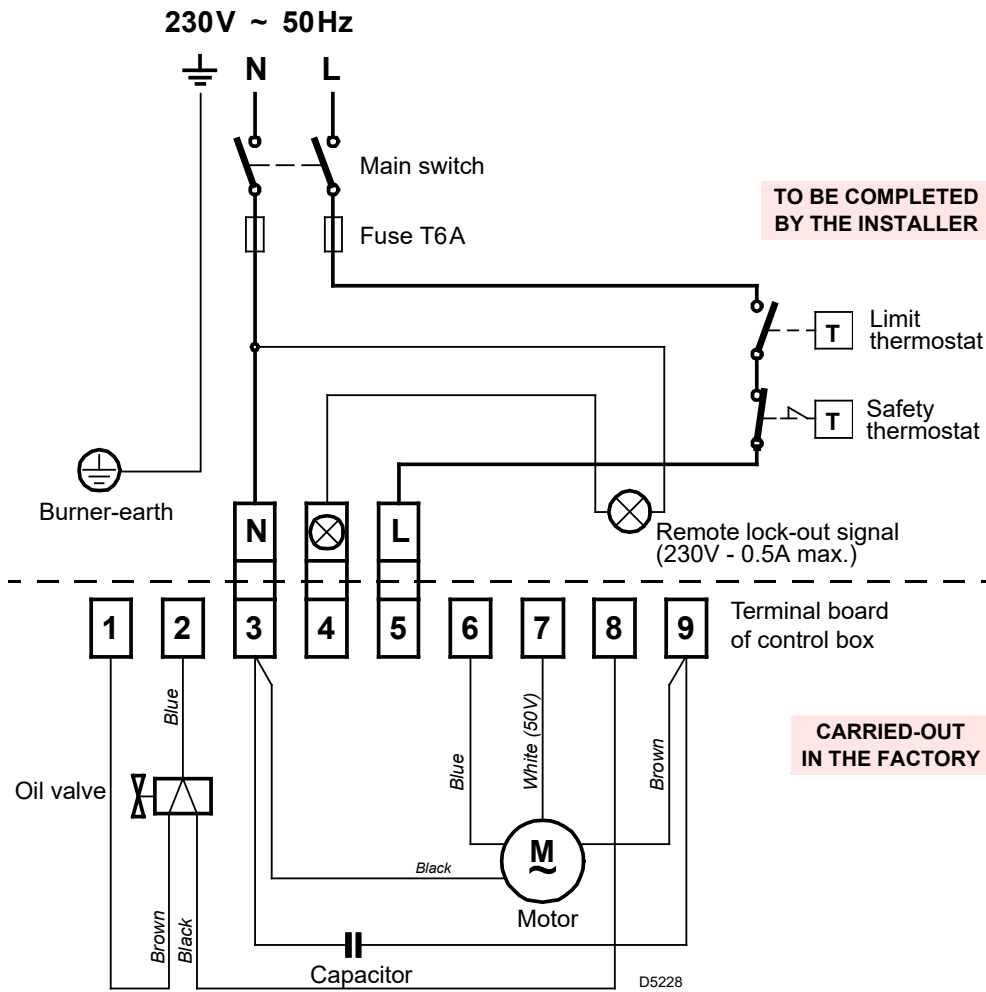 230V ~ 50Hz
N L
Main switch
Fuse T6A
TO BE COMPLETED
BY THE INSTALLER
T
Limit
thermostat
T
Safety
thermostat
Burner-earth
N
L
Remote lock-out signal
(230V - 0.5A max.)
1 2 3 4 5 6 7 8 9
Terminal board
of control box
Blue
Blue
White (50V)
Brown
CARRIED-OUT
IN THE FACTORY
Oil valve
M
~
Black
Motor
Brown
Black
Capacitor
D5228